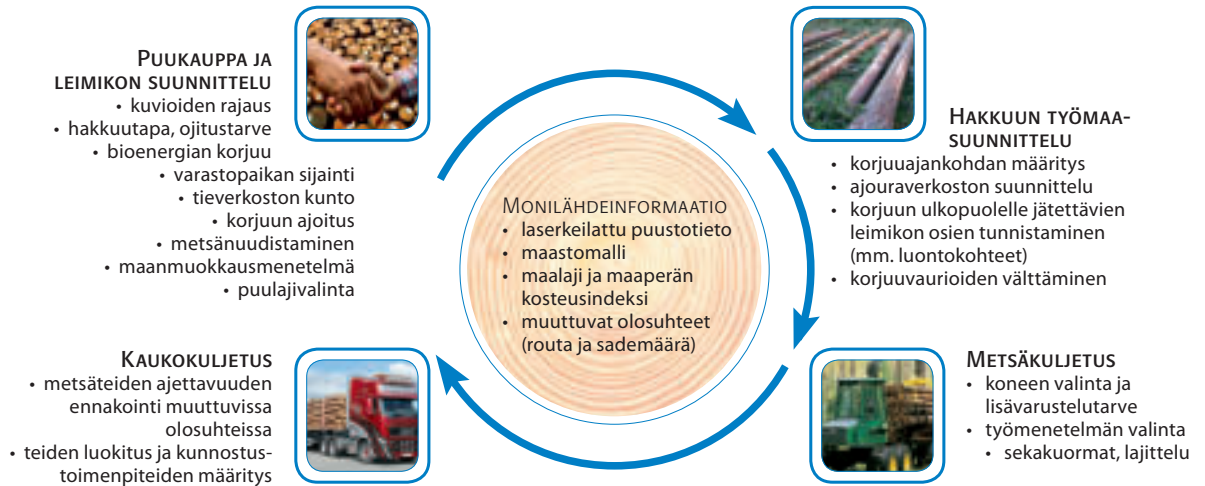 PUUKAUPPA JA
LEIMIKON SUUNNITTELU
• kuvioiden rajaus
• hakkuutapa, ojitustarve
• bioenergian korjuu
• varastopaikan sijainti
• tieverkoston kunto
• korjuun ajoitus
• metsänuudistaminen
• maanmuokkausmenetelmä
• puulajivalinta
HAKKUUN TYÖMAA-
SUUNNITTELU
• korjuuajankohdan määritys
• ajouraverkoston suunnittelu
• korjuun ulkopuolelle jätettävien
leimikon osien tunnistaminen
(mm. luontokohteet)
• korjuuvaurioiden välttäminen
MONILÄHDEINFORMAATIO
• laserkeilattu puustotieto
• maastomalli
• maalaji ja maaperän
kosteusindeksi
• muuttuvat olosuhteet
(routa ja sademäärä)
KAUKOKULJETUS
• metsäteiden ajettavuuden
ennakointi muuttuvissa
olosuhteissa
• teiden luokitus ja kunnostus-
toimenpiteiden määritys
METSÄKULJETUS
• koneen valinta ja
lisävarustelutarve
• työmenetelmän valinta
• sekakuormat, lajittelu